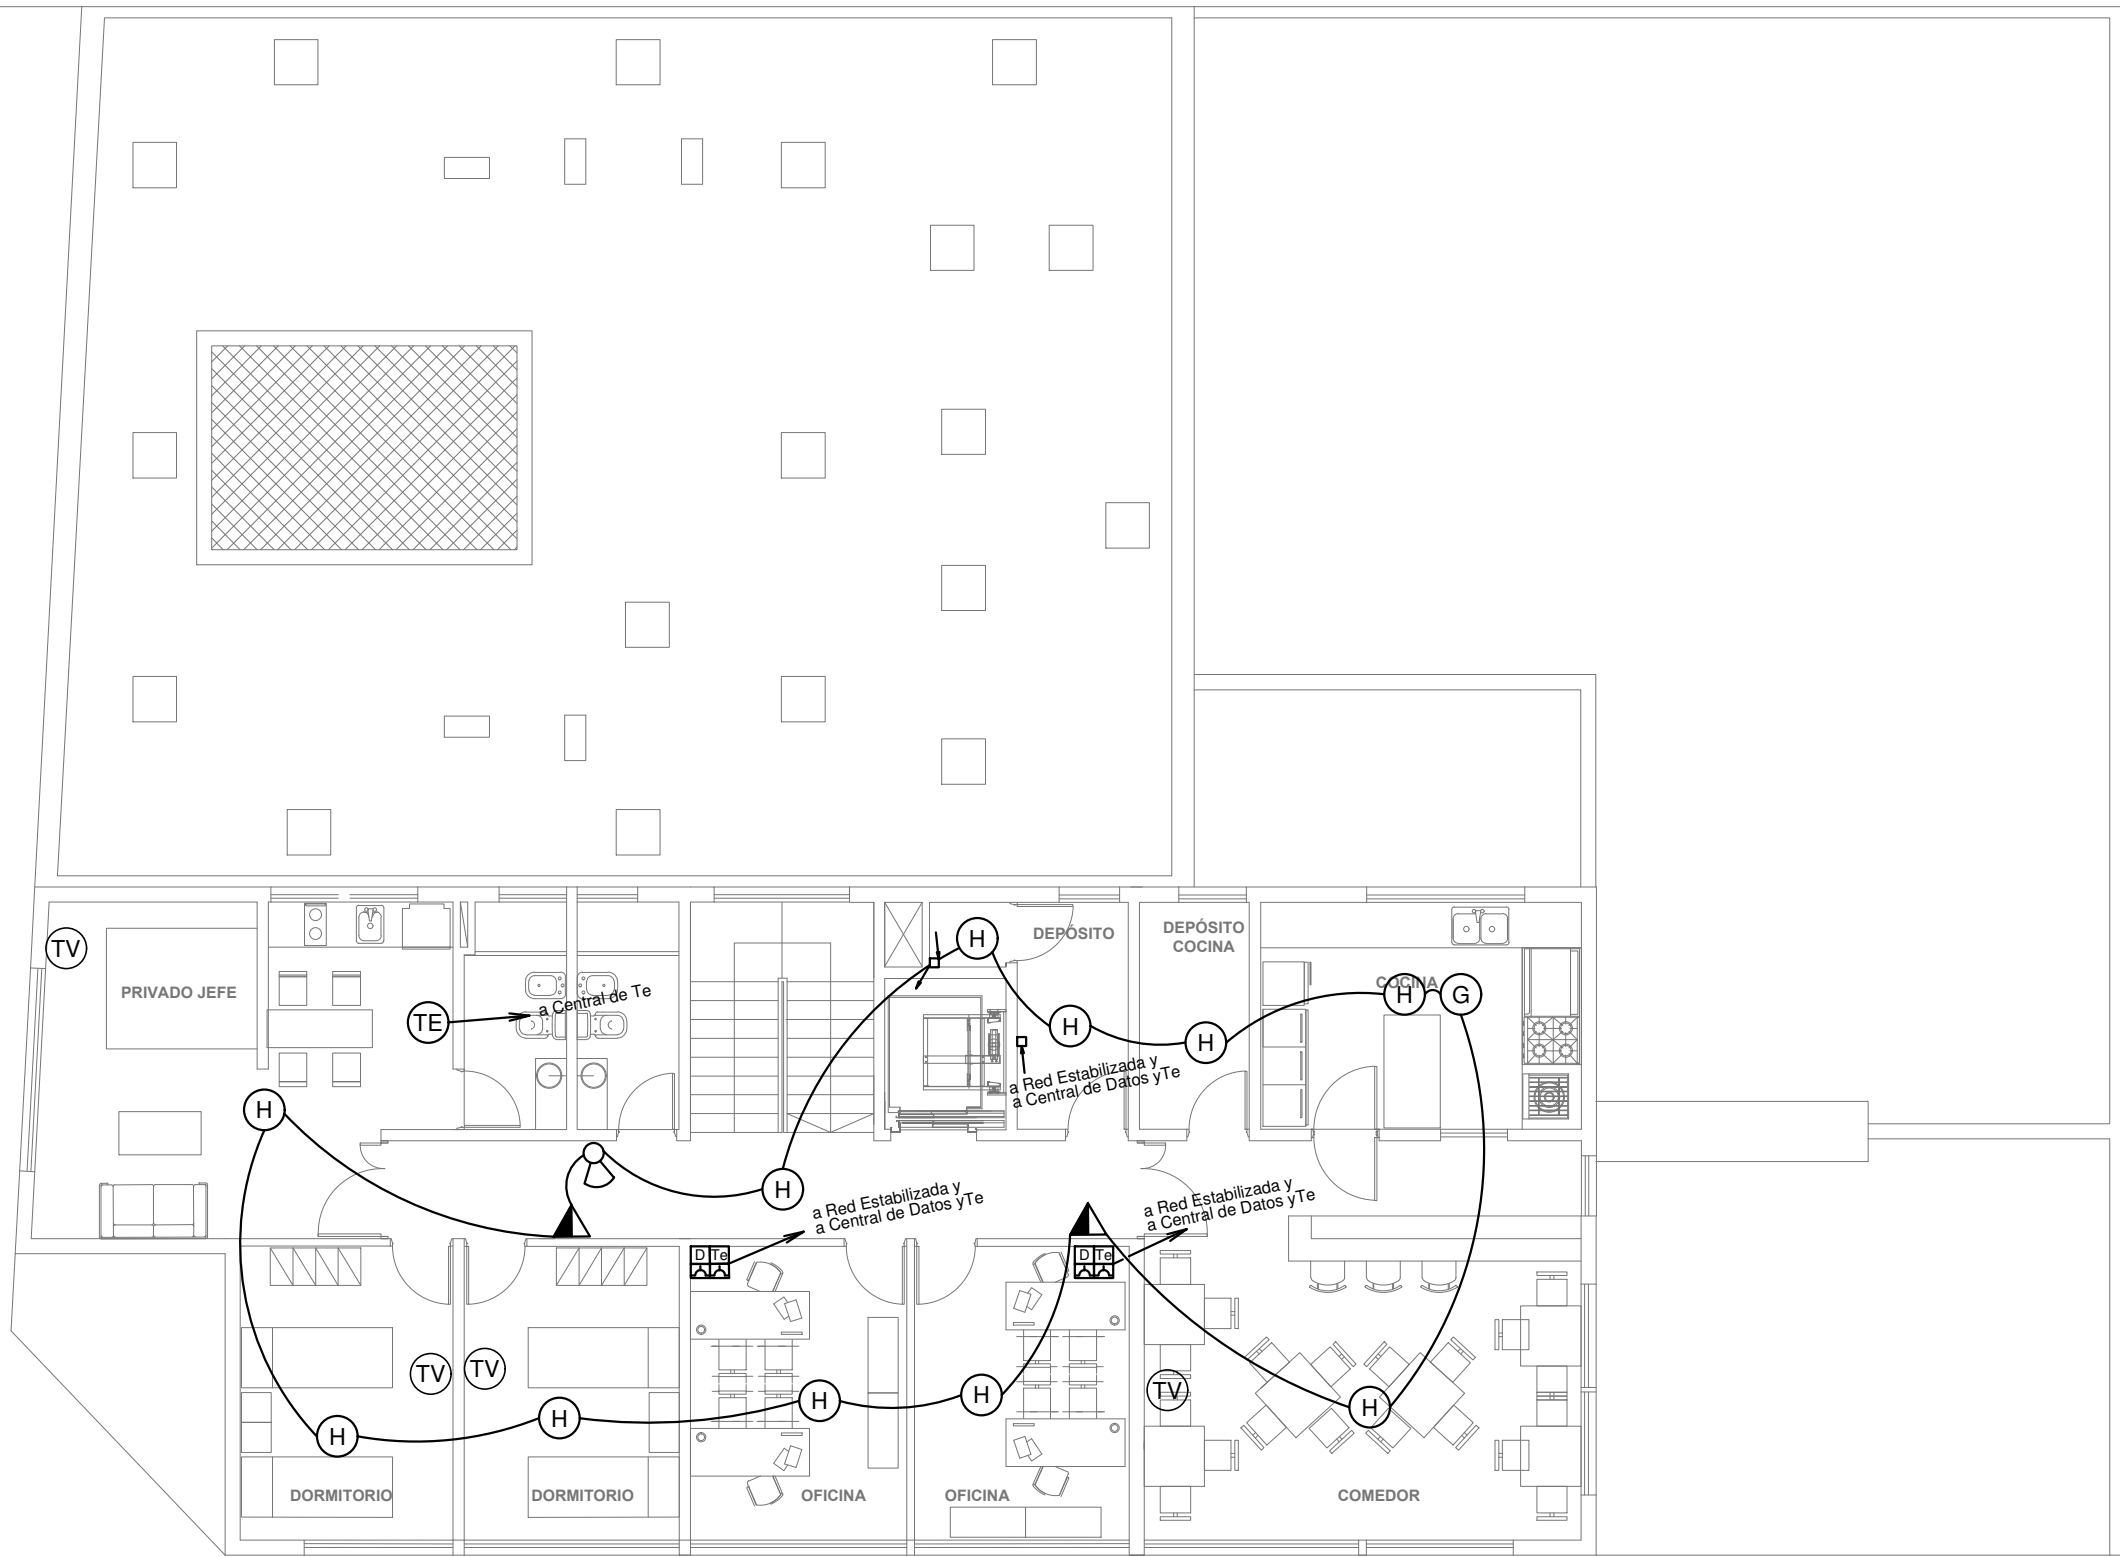 DEPÓSITO
DEPÓSITO
COCINA
H
TV
PRIVADO JEFE
COCINA
H
G
a Central de Te
TE
H
H
a Red Estabilizada y
a Central de Datos yTe
H
H
a Red Estabilizada y
a Central de Datos yTe
a Red Estabilizada y
a Central de Datos yTe
D Te
D Te
TV
TV
TV
H
H
H
H
H
DORMITORIO
DORMITORIO
OFICINA
OFICINA
COMEDOR